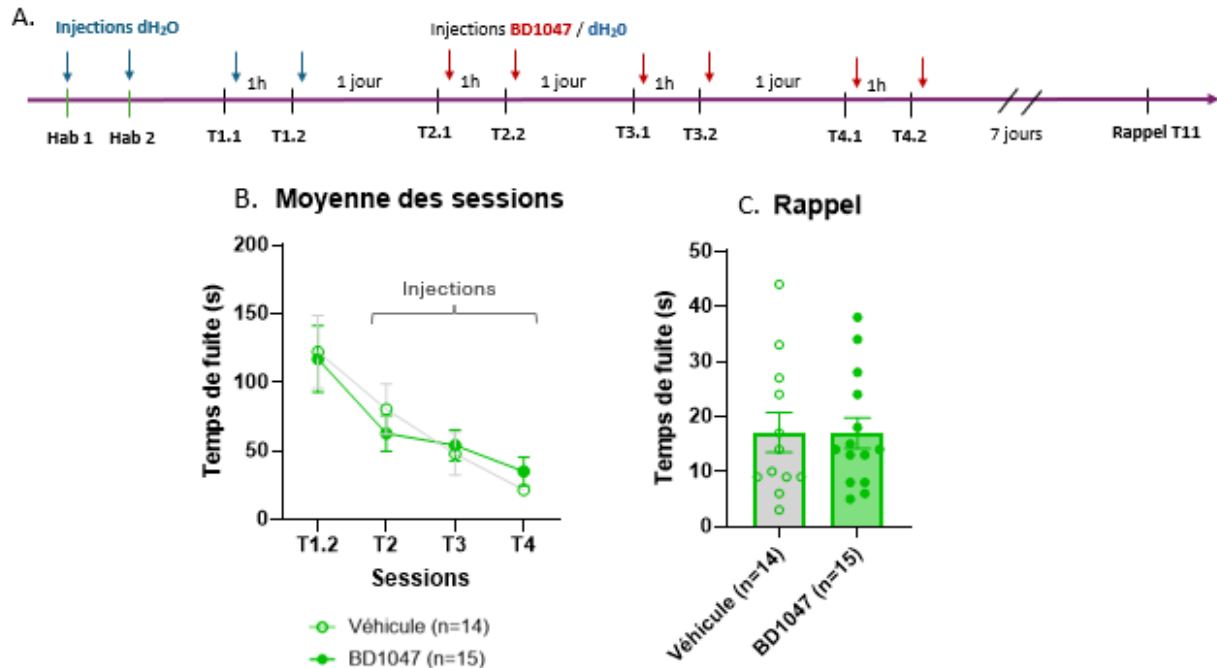 A.
Injections dH₂O
Injections BD1047 / dH₂0
1h
1 jour
1h
1 jour
1h
1 jour
1h
Hab 1
Hab 2
T1.1
T1.2
T2.1
T2.2
T3.1
T3.2
T4.1
T4.2
7 jours
Rappel T11
B. Moyenne des sessions
Temps de fuite (s)
200
150
100
50
0
Injections
T1.2
T2
T3
T4
Sessions
Véhicule (n=14)
BD1047 (n=15)
C. Rappel
Temps de fuite (s)
50
40
30
20
10
0
Véhicule (n=14)
BD1047 (n=15)